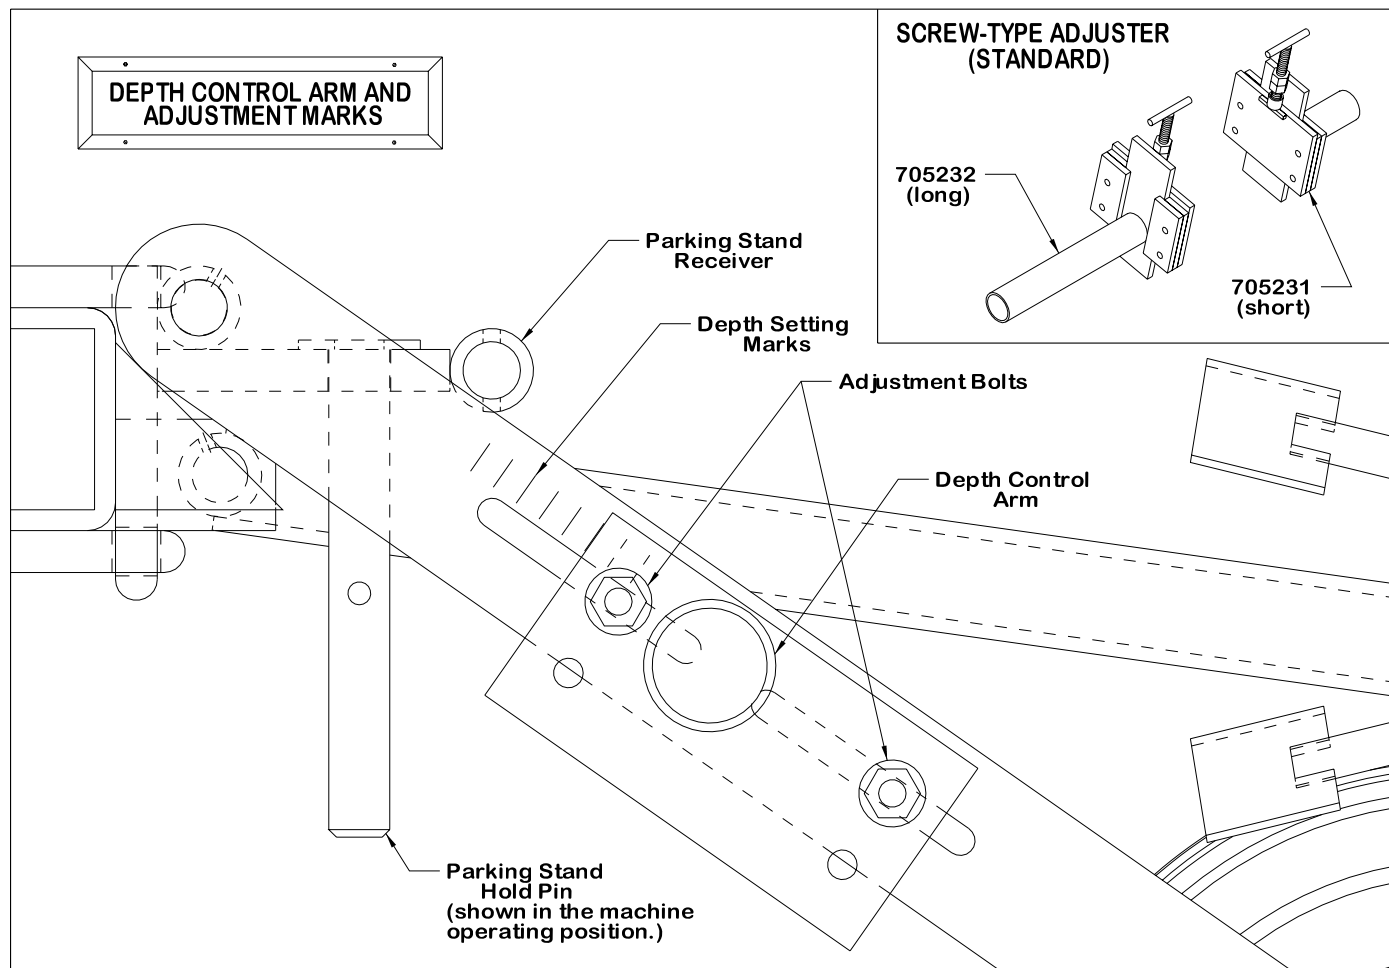 DEPTH CONTROL ARM AND
ADJUSTMENT MARKS
SCREW-TYPE ADJUSTER
(STANDARD)
705232
(long)
705231
(short)
Parking Stand
Receiver
Depth Setting
Marks
Adjustment Bolts
Depth Control
Arm
Parking Stand
Hold Pin
(shown in the machine
operating position.)